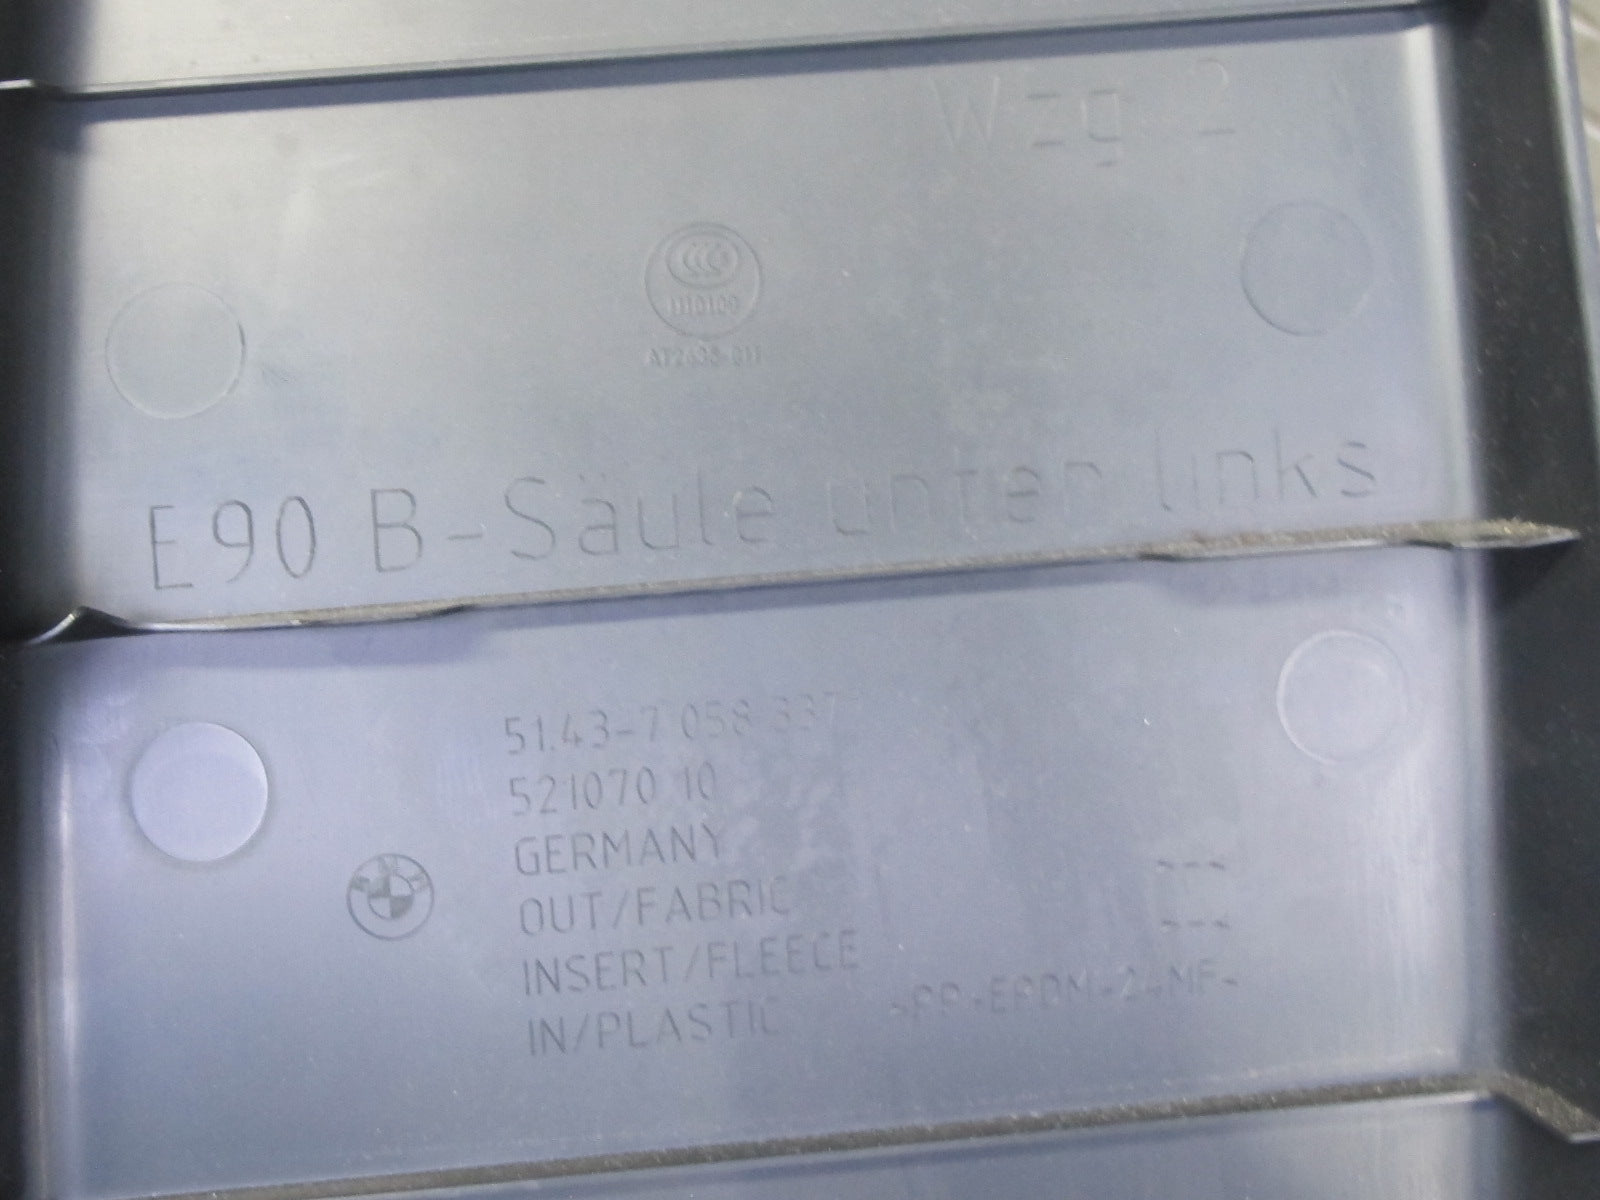 Wzg 2
E90 B-Säule unten links
51.43-7 058 337
521070 10
GERMANY
OUT/FABRIC
INSERT/FLEECE
IN/PLASTIC